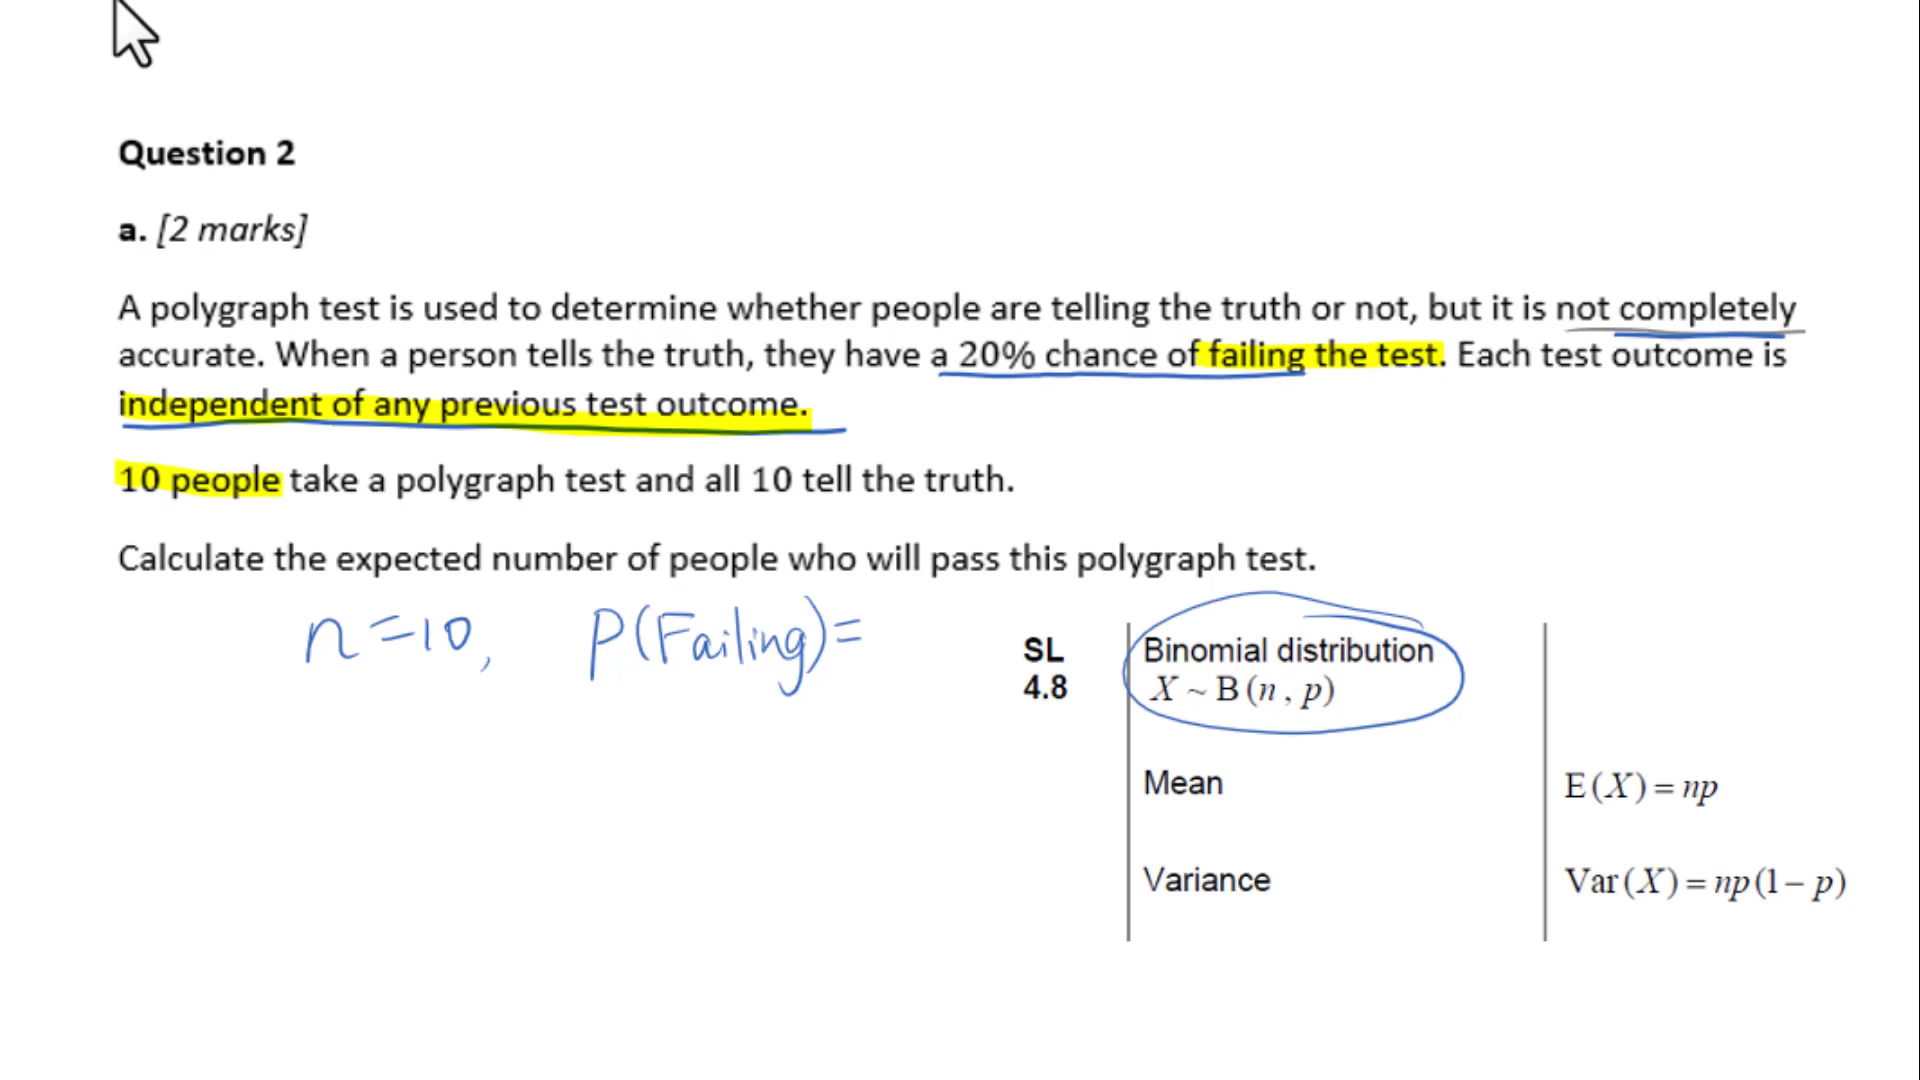 Question 2
a. [2 marks]
A polygraph test is used to determine whether people are telling the truth or not, but it is not completely
accurate. When a person tells the truth, they have a 20% chance of failing the test. Each test outcome is
independent of any previous test outcome.
10 people take a polygraph test and all 10 tell the truth.
Calculate the expected number of people who will pass this polygraph test.
n=10, P(Failing)=
SL
4.8
Binomial distribution
X ~ B(n, p)
Mean
E(X) = np
Variance
Var(X) = np(1 − p)